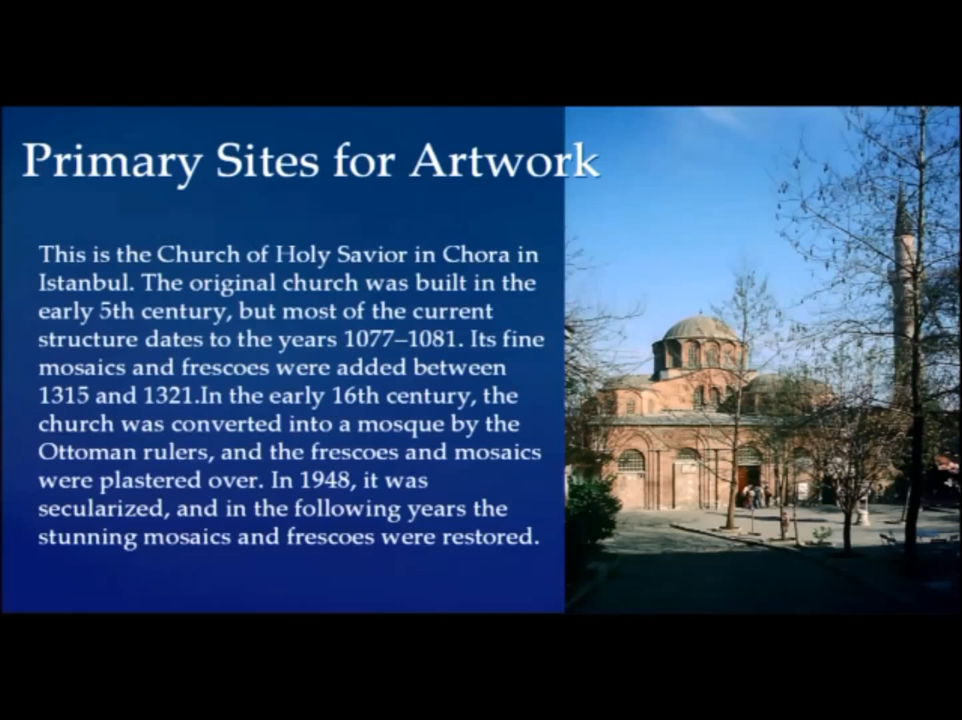 Primary Sites for Artwork
This is the Church of Holy Savior in Chora in
Istanbul. The original church was built in the
early 5th century, but most of the current
structure dates to the years 1077–1081. Its fine
mosaics and frescoes were added between
1315 and 1321.In the early 16th century, the
church was converted into a mosque by the
Ottoman rulers, and the frescoes and mosaics
were plastered over. In 1948, it was
secularized, and in the following years the
stunning mosaics and frescoes were restored.